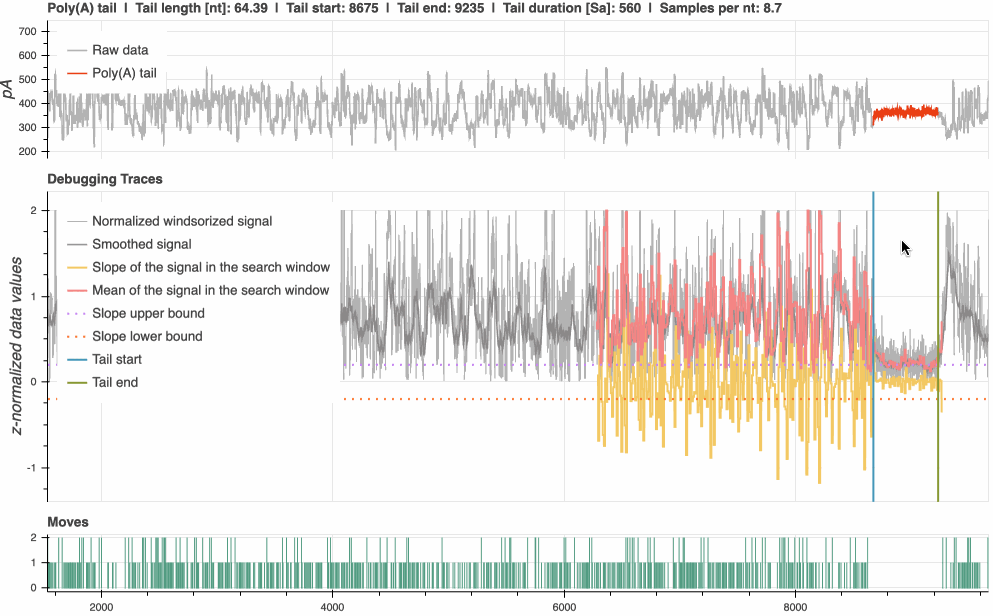 Poly(A) tail | Tail length [nt]: 64.39 | Tail start: 8675 | Tail end: 9235 | Tail duration [Sa]: 560 | Samples per nt: 8.7
700
600
500
400
300
200
pA
Raw data
Poly(A) tail
Debugging Traces
2
1
0
-1
z-normalized data values
Normalized windsorized signal
Smoothed signal
Slope of the signal in the search window
Mean of the signal in the search window
Slope upper bound
Slope lower bound
Tail start
Tail end
Moves
2
1
0
2000 4000 6000 8000